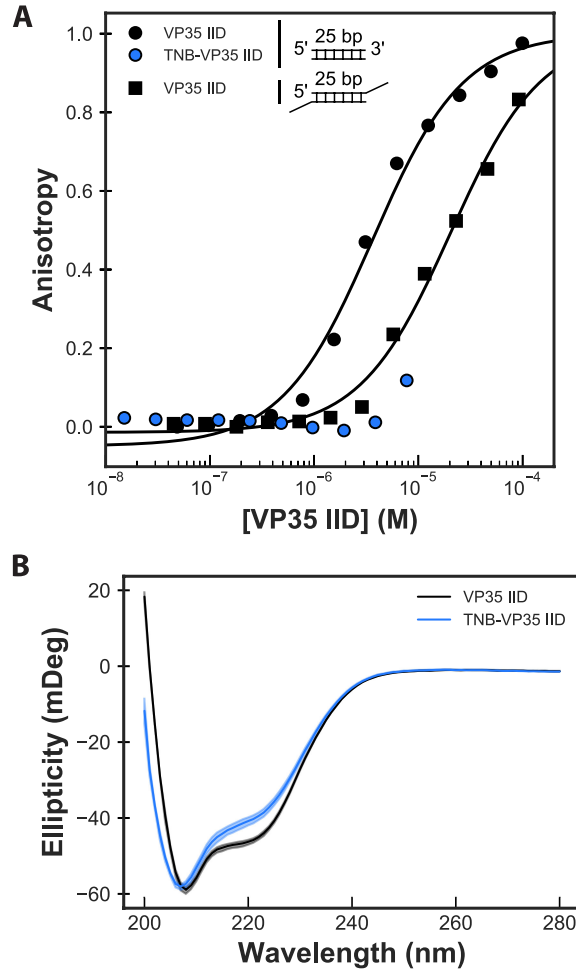 A
VP35 IID
TNB-VP35 IID
VP35 IID
5' 25 bp 3'
5' 25 bp
1.0
0.8
0.6
0.4
0.2
0.0
Anisotropy
10⁻⁸ 10⁻⁷ 10⁻⁶ 10⁻⁵ 10⁻⁴
[VP35 IID] (M)
B
VP35 IID
TNB-VP35 IID
20
0
−20
−40
−60
Ellipticity (mDeg)
200 220 240 260 280
Wavelength (nm)